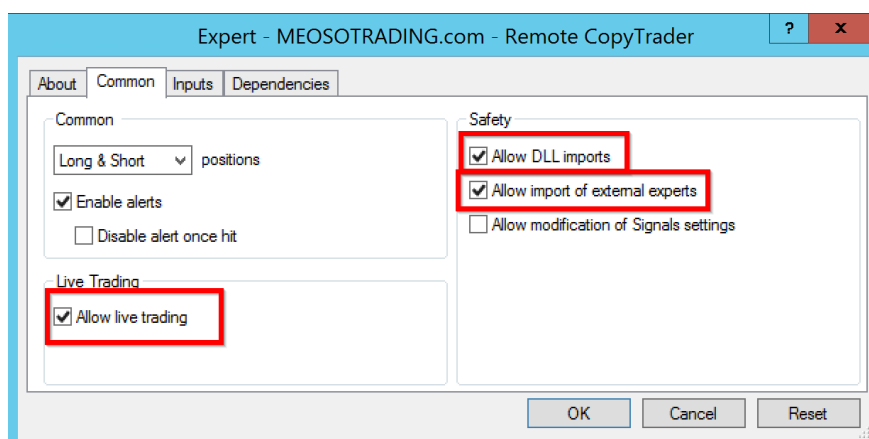 Expert - MEOSOTRADING.com - Remote CopyTrader
? x
About Common Inputs Dependencies
Common
Long & Short positions
Enable alerts
Disable alert once hit
Live Trading
Allow live trading
Safety
Allow DLL imports
Allow import of external experts
Allow modification of Signals settings
OK Cancel Reset